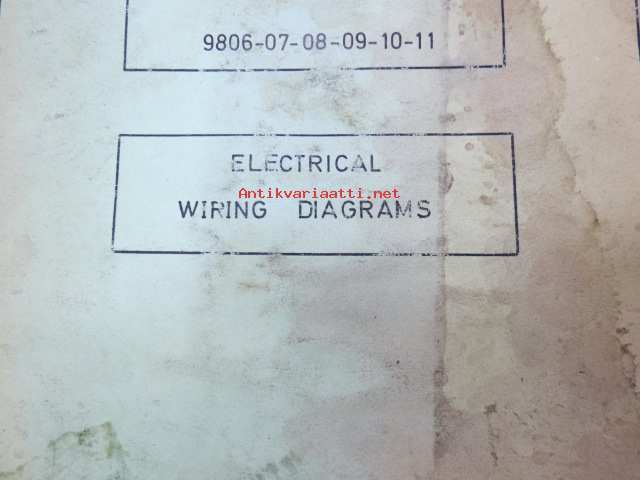 9806-07-08-09-10-11
ELECTRICAL
Antikvariaatti.net
WIRING DIAGRAMS